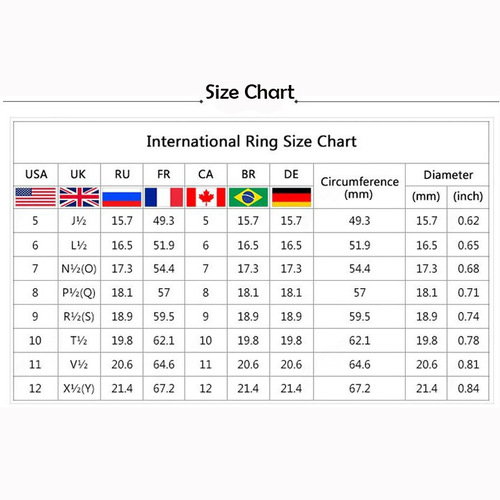 Size Chart
International Ring Size Chart
USA UK RU FR CA BR DE Circumference (mm) Diameter
(mm) (inch)
5 J½ 15.7 49.3 5 15.7 15.7 49.3 15.7 0.62
6 L½ 16.5 51.9 6 16.5 16.5 51.9 16.5 0.65
7 N½(O) 17.3 54.4 7 17.3 17.3 54.4 17.3 0.68
8 P½(Q) 18.1 57 8 18.1 18.1 57 18.1 0.71
9 R½(S) 18.9 59.5 9 18.9 18.9 59.5 18.9 0.74
10 T½ 19.8 62.1 10 19.8 19.8 62.1 19.8 0.78
11 V½ 20.6 64.6 11 20.6 20.6 64.6 20.6 0.81
12 X½(Y) 21.4 67.2 12 21.4 21.4 67.2 21.4 0.84